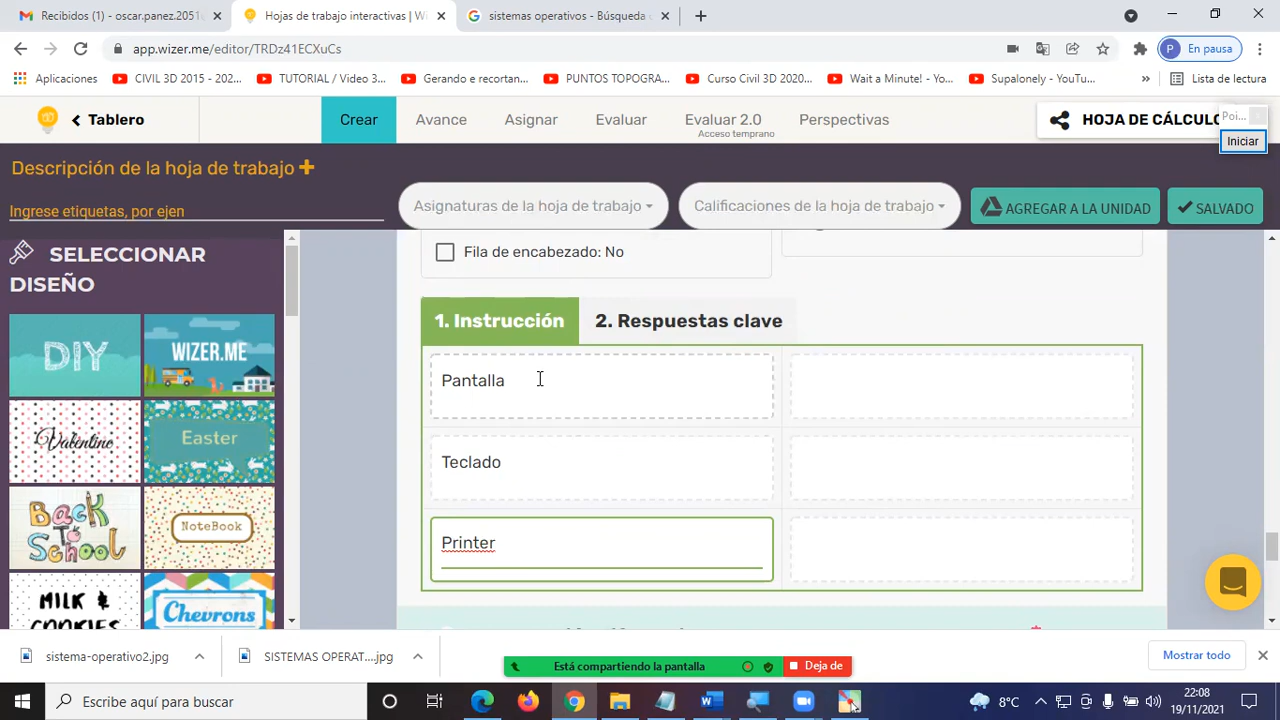 Recibidos (1) - oscar.panez.2051
Hojas de trabajo interactivas | Wi
sistemas operativos - Búsqueda
app.wizer.me/editor/TRDz41ECXuCs
P En pausa
Aplicaciones
CIVIL 3D 2015 - 202...
TUTORIAL / Video 3...
Gerando e recortan...
PUNTOS TOPOGRA...
Curso Civil 3D 2020...
Wait a Minute! - Yo...
Supalonely - YouTu...
»
Lista de lectura
Tablero
Crear
Avance
Asignar
Evaluar
Evaluar 2.0
Acceso temprano
Perspectivas
HOJA DE CÁLCULO
Poi...
Iniciar
Descripción de la hoja de trabajo +
Ingrese etiquetas, por ejen
Asignaturas de la hoja de trabajo
Calificaciones de la hoja de trabajo
AGREGAR A LA UNIDAD
SALVADO
SELECCIONAR
DISEÑO
DIY
WIZER.ME
Valentine
Easter
BACK
To
SCHOOL
NoteBook
MILK &
COOKIES
Chevrons
Fila de encabezado: No
1. Instrucción
2. Respuestas clave
Pantalla
Teclado
Printer
sistema-operativo2.jpg
SISTEMAS OPERAT....jpg
Está compartiendo la pantalla
Deja de
Mostrar todo
Escribe aquí para buscar
8°C
22:08
19/11/2021